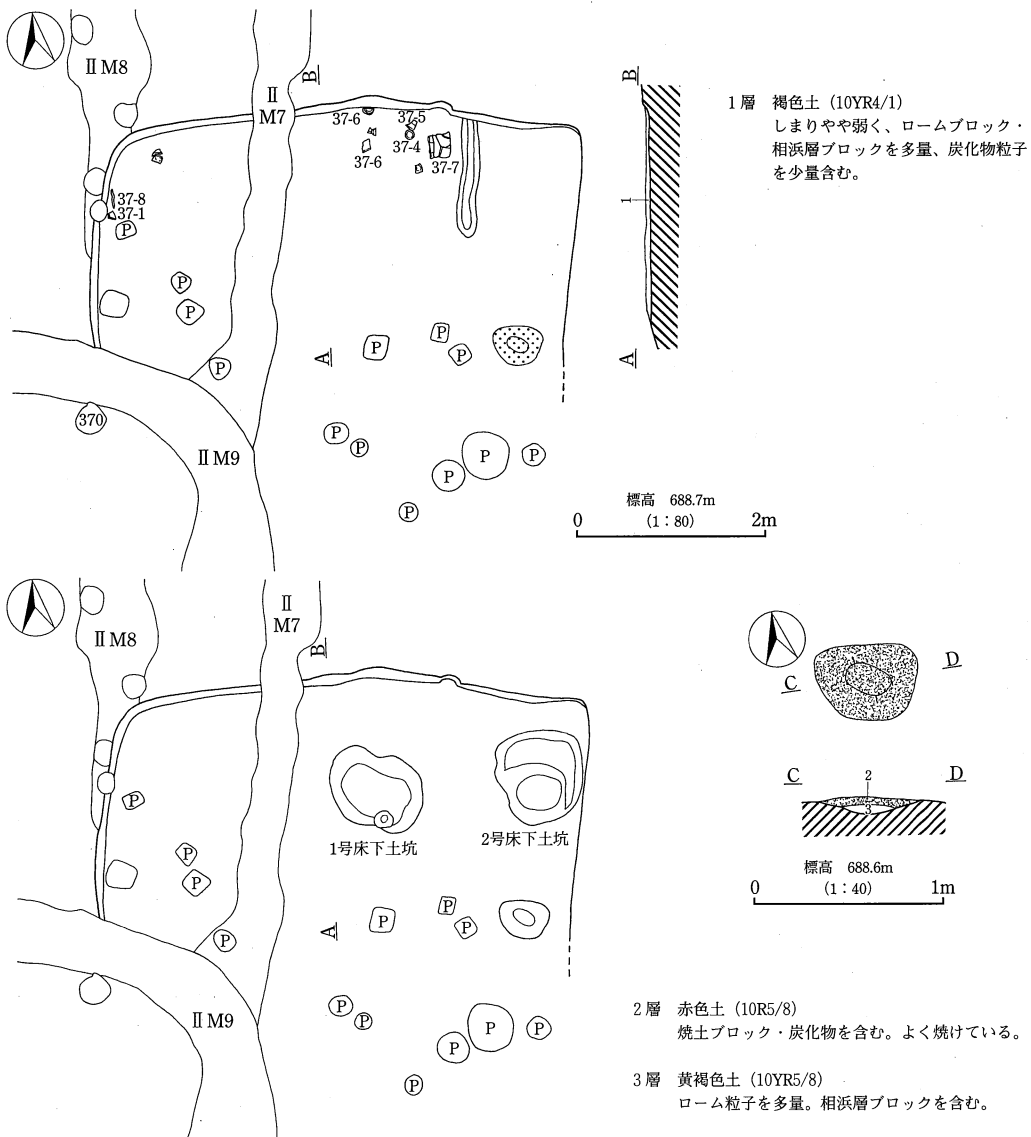 ⅡM8
Ⅱ
M7
B
37-6
37-5
37-4
37-6
37-7
37-8
37-1
P
P
P
P
A
P
P
P
370
ⅡM9
P
P
P
P
P
P
B
1
A
1層 褐色土（10YR4/1）
しまりやや弱く、ロームブロック・
相浜層ブロックを多量、炭化物粒子
を少量含む。
標高 688.7m
0 （1：80） 2m
ⅡM8
Ⅱ
M7
B
1号床下土坑
2号床下土坑
P
P
P
P
A
P
P
P
ⅡM9
P
P
P
P
P
P
C
D
C
2
D
3
標高 688.6m
0 （1：40） 1m
2層 赤色土（10R5/8）
焼土ブロック・炭化物を含む。よく焼けている。
3層 黄褐色土（10YR5/8）
ローム粒子を多量。相浜層ブロックを含む。